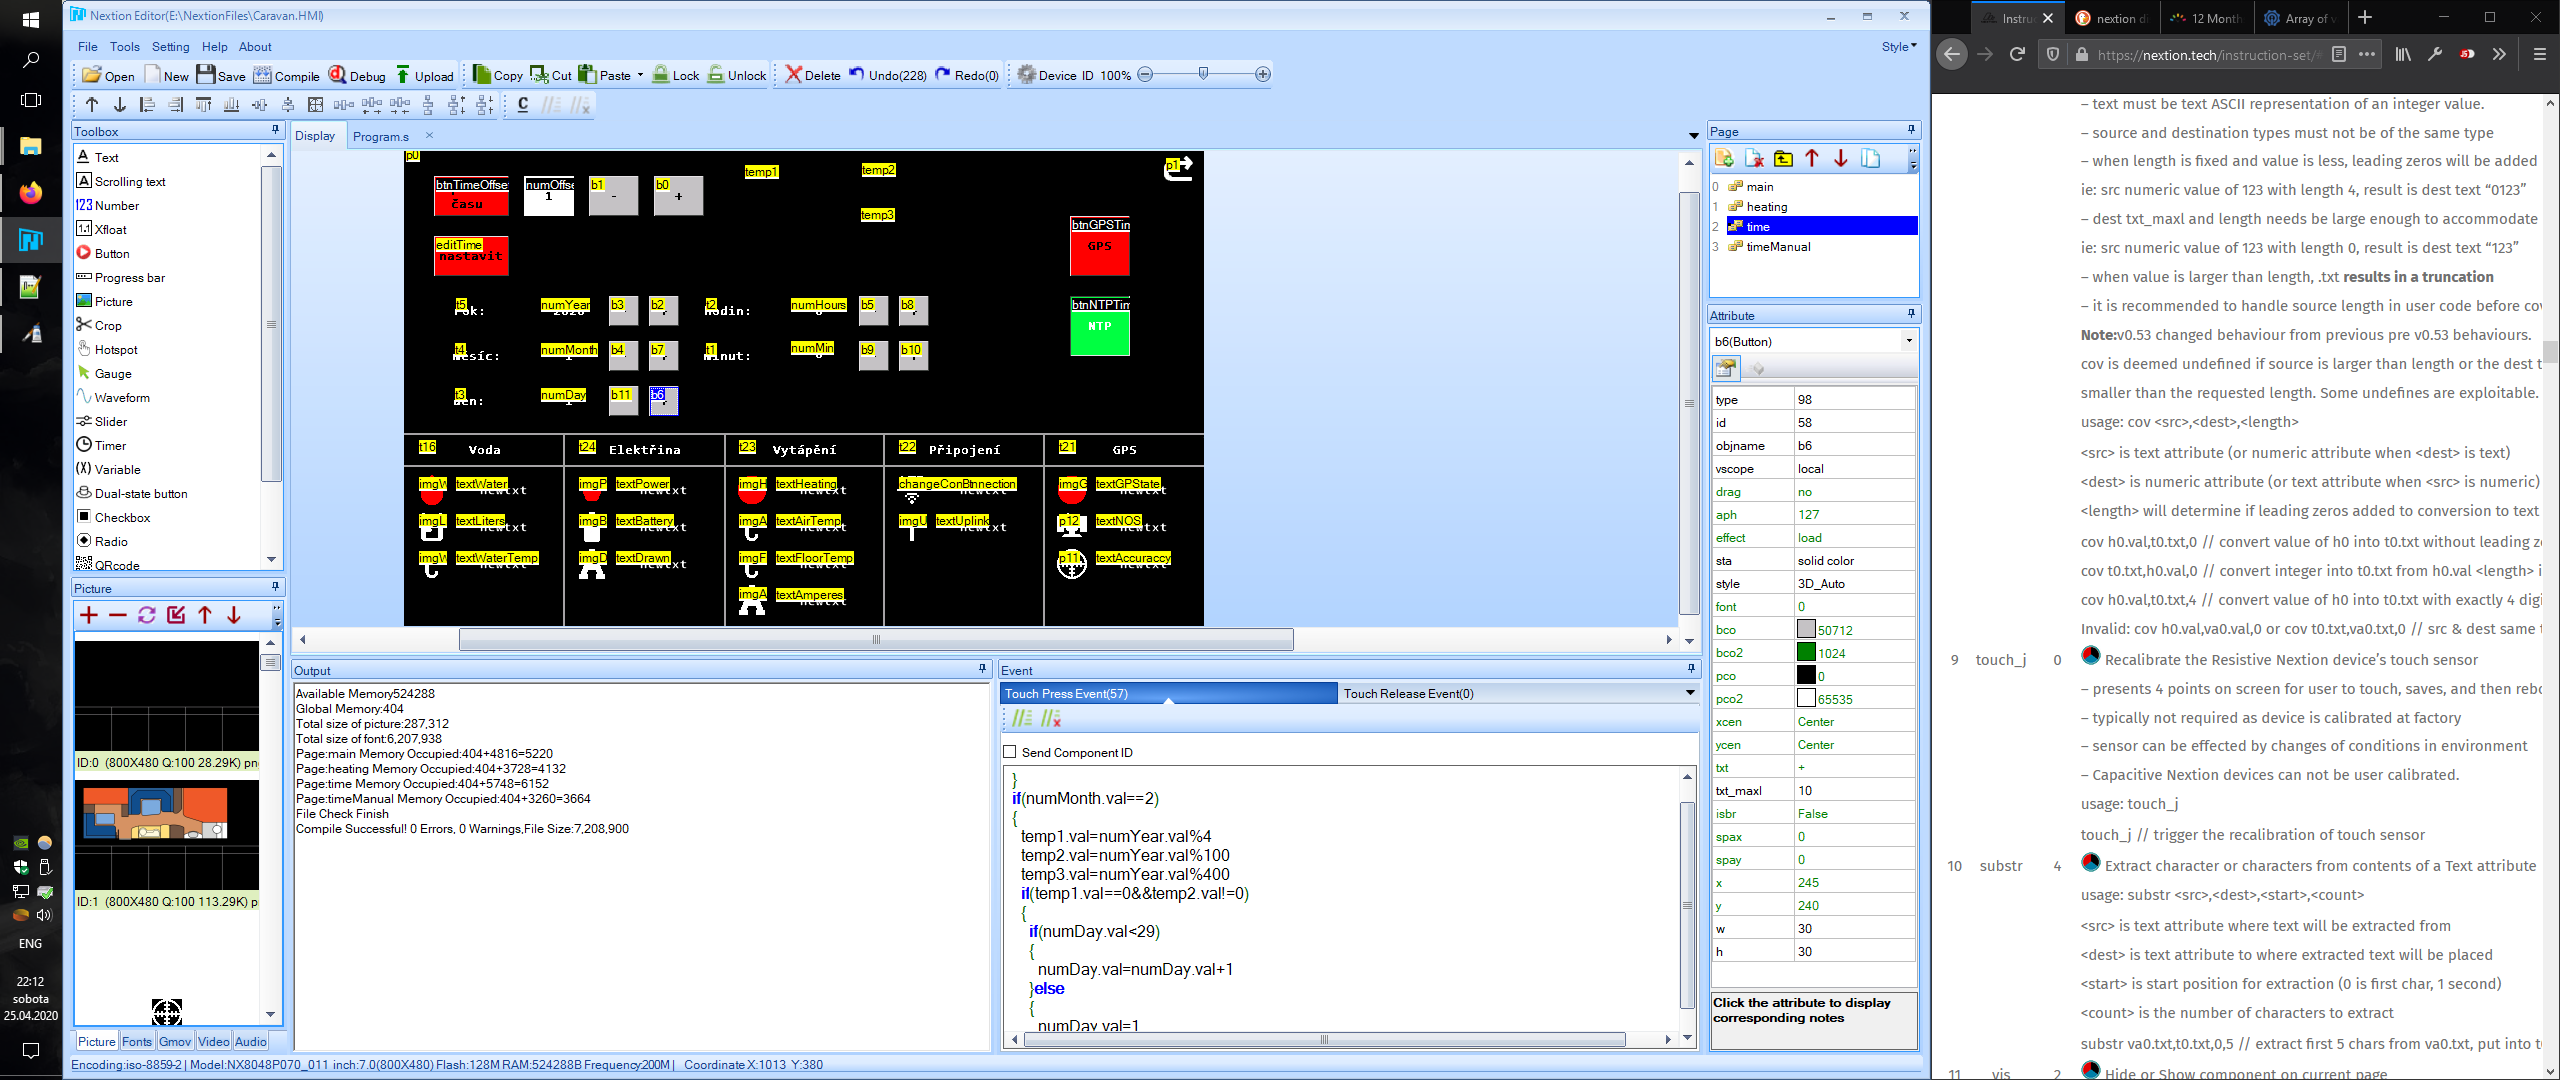 Nextion Editor(E:\NextionFiles\Caravan.HMI)
File Tools Setting Help About
Style
Open New Save Compile Debug Upload Copy Cut Paste Lock Unlock Delete Undo(228) Redo(0) Device ID 100%
Toolbox
Text
Scrolling text
Number
Xfloat
Button
Progress bar
Picture
Crop
Hotspot
Gauge
Waveform
Slider
Timer
Variable
Dual-state button
Checkbox
Radio
QRcode
Picture
ID:0 (800X480 Q:100 28.29K) pn
ID:1 (800X480 Q:100 113.29K) p
Picture Fonts Gmov Video Audio
Display Program.s
p0
btnTimeOffse numOffse b1 b0 temp1 temp2 p1
času 1 - +
temp3
btnGPSTin
GPS
editTime
nastavit
btnNTPTin
NTP
t5 numYear b3 b2 t2 numHours b5 b8
t4 numMonth b4 b7 t1 numMin b9 b10
t3 numDay b11 b6
t16 Voda t24 Elektřina t23 Vytápění t22 Připojení t21 GPS
imgW textWater imgP textPower imgH textHeating changeConBtnnection imgG textGPState
imgL textLiters imgB textBattery imgA textAirTemp imgU textUplink p12 textNOS
imgW textWaterTemp imgD textDrawn imgF textFloorTemp p11 textAccuraccy
imgA textAmperes
Output
Available Memory524288
Global Memory:404
Total size of picture:287,312
Total size of font:6,207,938
Page:main Memory Occupied:404+4816=5220
Page:heating Memory Occupied:404+3728=4132
Page:time Memory Occupied:404+5748=6152
Page:timeManual Memory Occupied:404+3260=3664
File Check Finish
Compile Successful! 0 Errors, 0 Warnings,File Size:7,208,900
Event
Touch Press Event(57) Touch Release Event(0)
Send Component ID
}
if(numMonth.val==2)
{
temp1.val=numYear.val%4
temp2.val=numYear.val%100
temp3.val=numYear.val%400
if(temp1.val==0&&temp2.val!=0)
{
if(numDay.val<29)
{
numDay.val=numDay.val+1
}else
{
numDay.val=1
Page
0 main
1 heating
2 time
3 timeManual
Attribute
b6(Button)
type 98
id 58
objname b6
vscope local
drag no
aph 127
effect load
sta solid color
style 3D_Auto
font 0
bco 50712
bco2 1024
pco 0
pco2 65535
xcen Center
ycen Center
txt +
txt_maxl 10
isbr False
spax 0
spay 0
x 245
y 240
w 30
h 30
Click the attribute to display corresponding notes
Encoding:iso-8859-2 | Model:NX8048P070_011 inch:7.0(800X480) Flash:128M RAM:524288B Frequency:200M | Coordinate X:1013 Y:380
ENG
22:12
sobota
25.04.2020
Instru nextion d 12 Month Array of v
https://nextion.tech/instruction-set/#
– text must be text ASCII representation of an integer value.
– source and destination types must not be of the same type
– when length is fixed and value is less, leading zeros will be added
ie: src numeric value of 123 with length 4, result is dest text “0123”
– dest txt_maxl and length needs be large enough to accommodate
ie: src numeric value of 123 with length 0, result is dest text “123”
– when value is larger than length, .txt results in a truncation
– it is recommended to handle source length in user code before cov
Note:v0.53 changed behaviour from previous pre v0.53 behaviours.
cov is deemed undefined if source is larger than length or the dest t
smaller than the requested length. Some undefines are exploitable.
usage: cov <src>,<dest>,<length>
<src> is text attribute (or numeric attribute when <dest> is text)
<dest> is numeric attribute (or text attribute when <src> is numeric)
<length> will determine if leading zeros added to conversion to text
cov h0.val,t0.txt,0 // convert value of h0 into t0.txt without leading ze
cov t0.txt,h0.val,0 // convert integer into t0.txt from h0.val <length> i
cov h0.val,t0.txt,4 // convert value of h0 into t0.txt with exactly 4 digi
Invalid: cov h0.val,va0.val,0 or cov t0.txt,va0.txt,0 // src & dest same t
9 touch_j 0 Recalibrate the Resistive Nextion device’s touch sensor
– presents 4 points on screen for user to touch, saves, and then rebo
– typically not required as device is calibrated at factory
– sensor can be effected by changes of conditions in environment
– Capacitive Nextion devices can not be user calibrated.
usage: touch_j
touch_j // trigger the recalibration of touch sensor
10 substr 4 Extract character or characters from contents of a Text attribute
usage: substr <src>,<dest>,<start>,<count>
<src> is text attribute where text will be extracted from
<dest> is text attribute to where extracted text will be placed
<start> is start position for extraction (0 is first char, 1 second)
<count> is the number of characters to extract
substr va0.txt,t0.txt,0,5 // extract first 5 chars from va0.txt, put into t
11 vis 2 Hide or Show component on current page